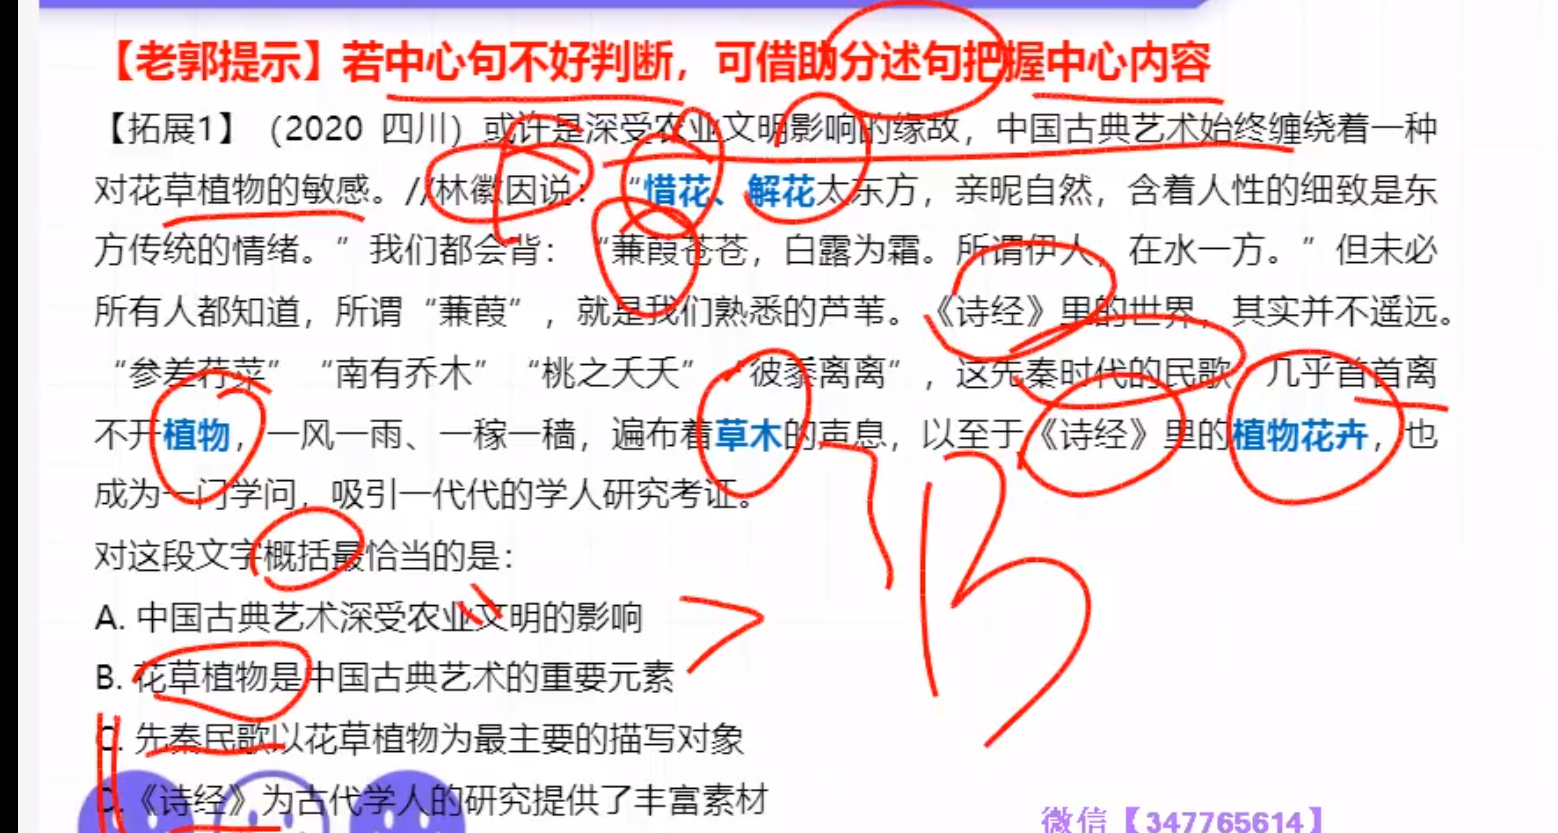 【老郭提示】若中心句不好判断，可借助分述句把握中心内容
【拓展1】（2020 四川）或许是深受农业文明影响的缘故，中国古典艺术始终缠绕着一种
对花草植物的敏感。//林徽因说：“惜花、解花太东方，亲昵自然，含着人性的细致是东
方传统的情绪。”我们都会背：“蒹葭苍苍，白露为霜。所谓伊人，在水一方。”但未必
所有人都知道，所谓“蒹葭”，就是我们熟悉的芦苇。《诗经》里的世界，其实并不遥远。
“参差荇菜”“南有乔木”“桃之夭夭”“彼黍离离”，这先秦时代的民歌，几乎首首离
不开植物，一风一雨、一稼一穑，遍布着草木的声息，以至于《诗经》里的植物花卉，也
成为一门学问，吸引一代代的学人研究考证。
对这段文字概括最恰当的是：
A. 中国古典艺术深受农业文明的影响
B. 花草植物是中国古典艺术的重要元素
C. 先秦民歌以花草植物为最主要的描写对象
D.《诗经》为古代学人的研究提供了丰富素材
B
微信【347765614】